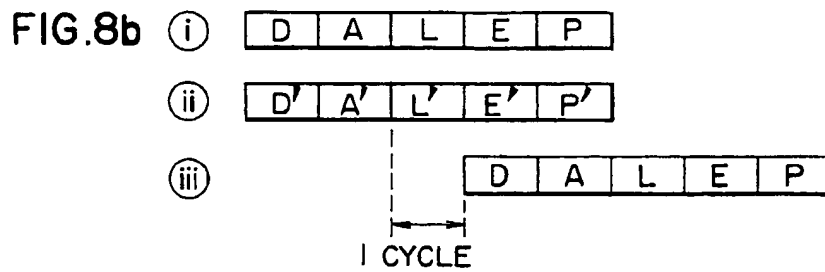 FIG.8b i D A L E P
ii D' A' L' E' P'
iii D A L E P
1 CYCLE